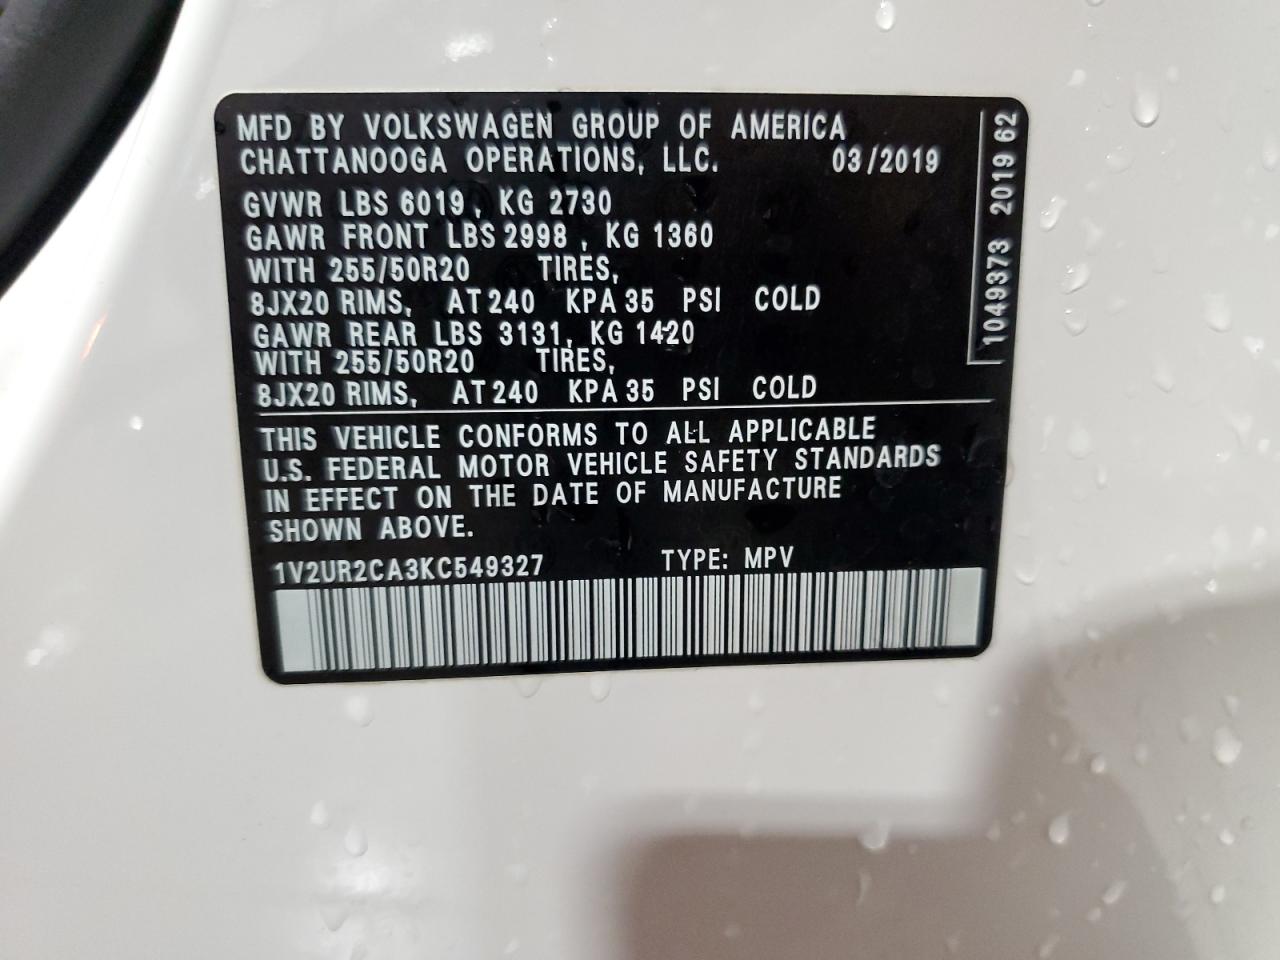 MFD BY VOLKSWAGEN GROUP OF AMERICA
CHATTANOOGA OPERATIONS, LLC. 03/2019
GVWR LBS 6019, KG 2730
GAWR FRONT LBS 2998, KG 1360
WITH 255/50R20 TIRES,
8JX20 RIMS, AT 240 KPA 35 PSI COLD
GAWR REAR LBS 3131, KG 1420
WITH 255/50R20 TIRES,
8JX20 RIMS, AT 240 KPA 35 PSI COLD
THIS VEHICLE CONFORMS TO ALL APPLICABLE
U.S. FEDERAL MOTOR VEHICLE SAFETY STANDARDS
IN EFFECT ON THE DATE OF MANUFACTURE
SHOWN ABOVE.
1V2UR2CA3KC549327 TYPE: MPV
1049373 2019 62